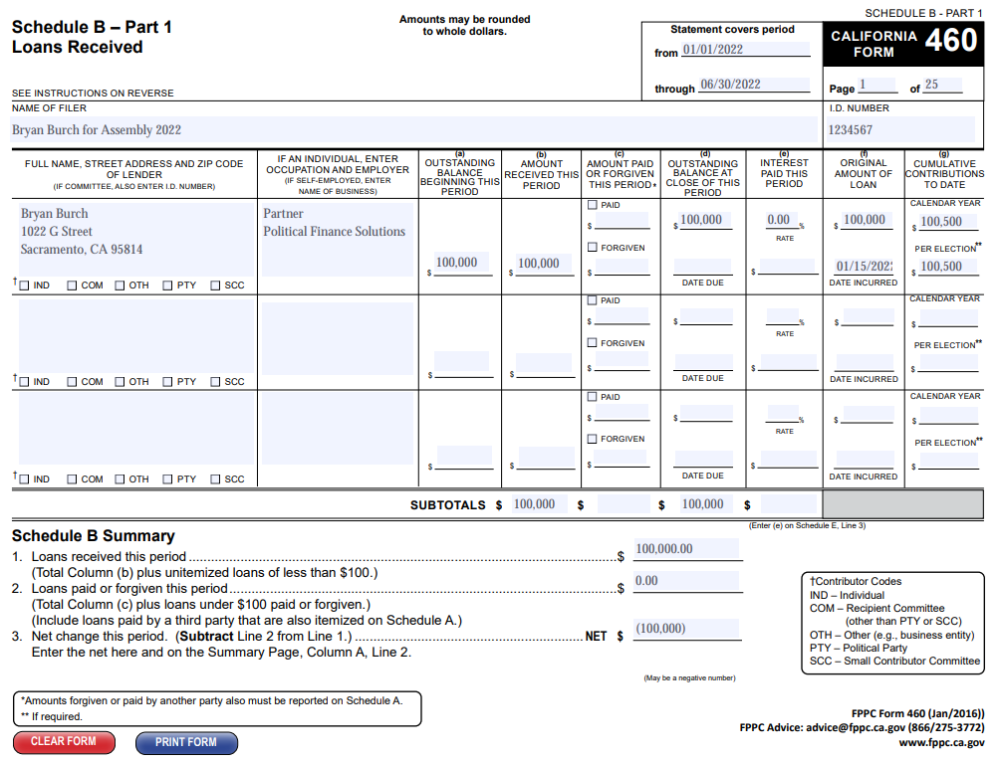 SCHEDULE B - PART 1
Schedule B – Part 1
Loans Received
Amounts may be rounded
to whole dollars.
Statement covers period
from 01/01/2022
through 06/30/2022
CALIFORNIA
FORM 460
Page 1 of 25
SEE INSTRUCTIONS ON REVERSE
NAME OF FILER
Bryan Burch for Assembly 2022
I.D. NUMBER
1234567
FULL NAME, STREET ADDRESS AND ZIP CODE
OF LENDER
(IF COMMITTEE, ALSO ENTER I.D. NUMBER)
IF AN INDIVIDUAL, ENTER
OCCUPATION AND EMPLOYER
(IF SELF-EMPLOYED, ENTER
NAME OF BUSINESS)
(a)
OUTSTANDING
BALANCE
BEGINNING THIS
PERIOD
(b)
AMOUNT
RECEIVED THIS
PERIOD
(c)
AMOUNT PAID
OR FORGIVEN
THIS PERIOD*
(d)
OUTSTANDING
BALANCE AT
CLOSE OF THIS
PERIOD
(e)
INTEREST
PAID THIS
PERIOD
(f)
ORIGINAL
AMOUNT OF
LOAN
(g)
CUMULATIVE
CONTRIBUTIONS
TO DATE
Bryan Burch
1022 G Street
Sacramento, CA 95814
† IND COM OTH PTY SCC
Partner
Political Finance Solutions
$ 100,000
$ 100,000
PAID
$
FORGIVEN
$
$ 100,000
DATE DUE
0.00 %
RATE
$
$ 100,000
01/15/202
DATE INCURRED
CALENDAR YEAR
$ 100,500
PER ELECTION**
$ 100,500
† IND COM OTH PTY SCC
$
$
PAID
$
FORGIVEN
$
$
DATE DUE
%
RATE
$
$
DATE INCURRED
CALENDAR YEAR
$
PER ELECTION**
$
† IND COM OTH PTY SCC
$
$
PAID
$
FORGIVEN
$
$
DATE DUE
%
RATE
$
$
DATE INCURRED
CALENDAR YEAR
$
PER ELECTION**
$
SUBTOTALS $ 100,000 $ $ 100,000 $
(Enter (e) on Schedule E, Line 3)
Schedule B Summary
1. Loans received this period ........ $ 100,000.00
(Total Column (b) plus unitemized loans of less than $100.)
2. Loans paid or forgiven this period ........ $ 0.00
(Total Column (c) plus loans under $100 paid or forgiven.)
(Include loans paid by a third party that are also itemized on Schedule A.)
3. Net change this period. (Subtract Line 2 from Line 1.) ........ NET $ (100,000)
Enter the net here and on the Summary Page, Column A, Line 2.
(May be a negative number)
†Contributor Codes
IND – Individual
COM – Recipient Committee
(other than PTY or SCC)
OTH – Other (e.g., business entity)
PTY – Political Party
SCC – Small Contributor Committee
*Amounts forgiven or paid by another party also must be reported on Schedule A.
** If required.
CLEAR FORM
PRINT FORM
FPPC Form 460 (Jan/2016))
FPPC Advice: advice@fppc.ca.gov (866/275-3772)
www.fppc.ca.gov